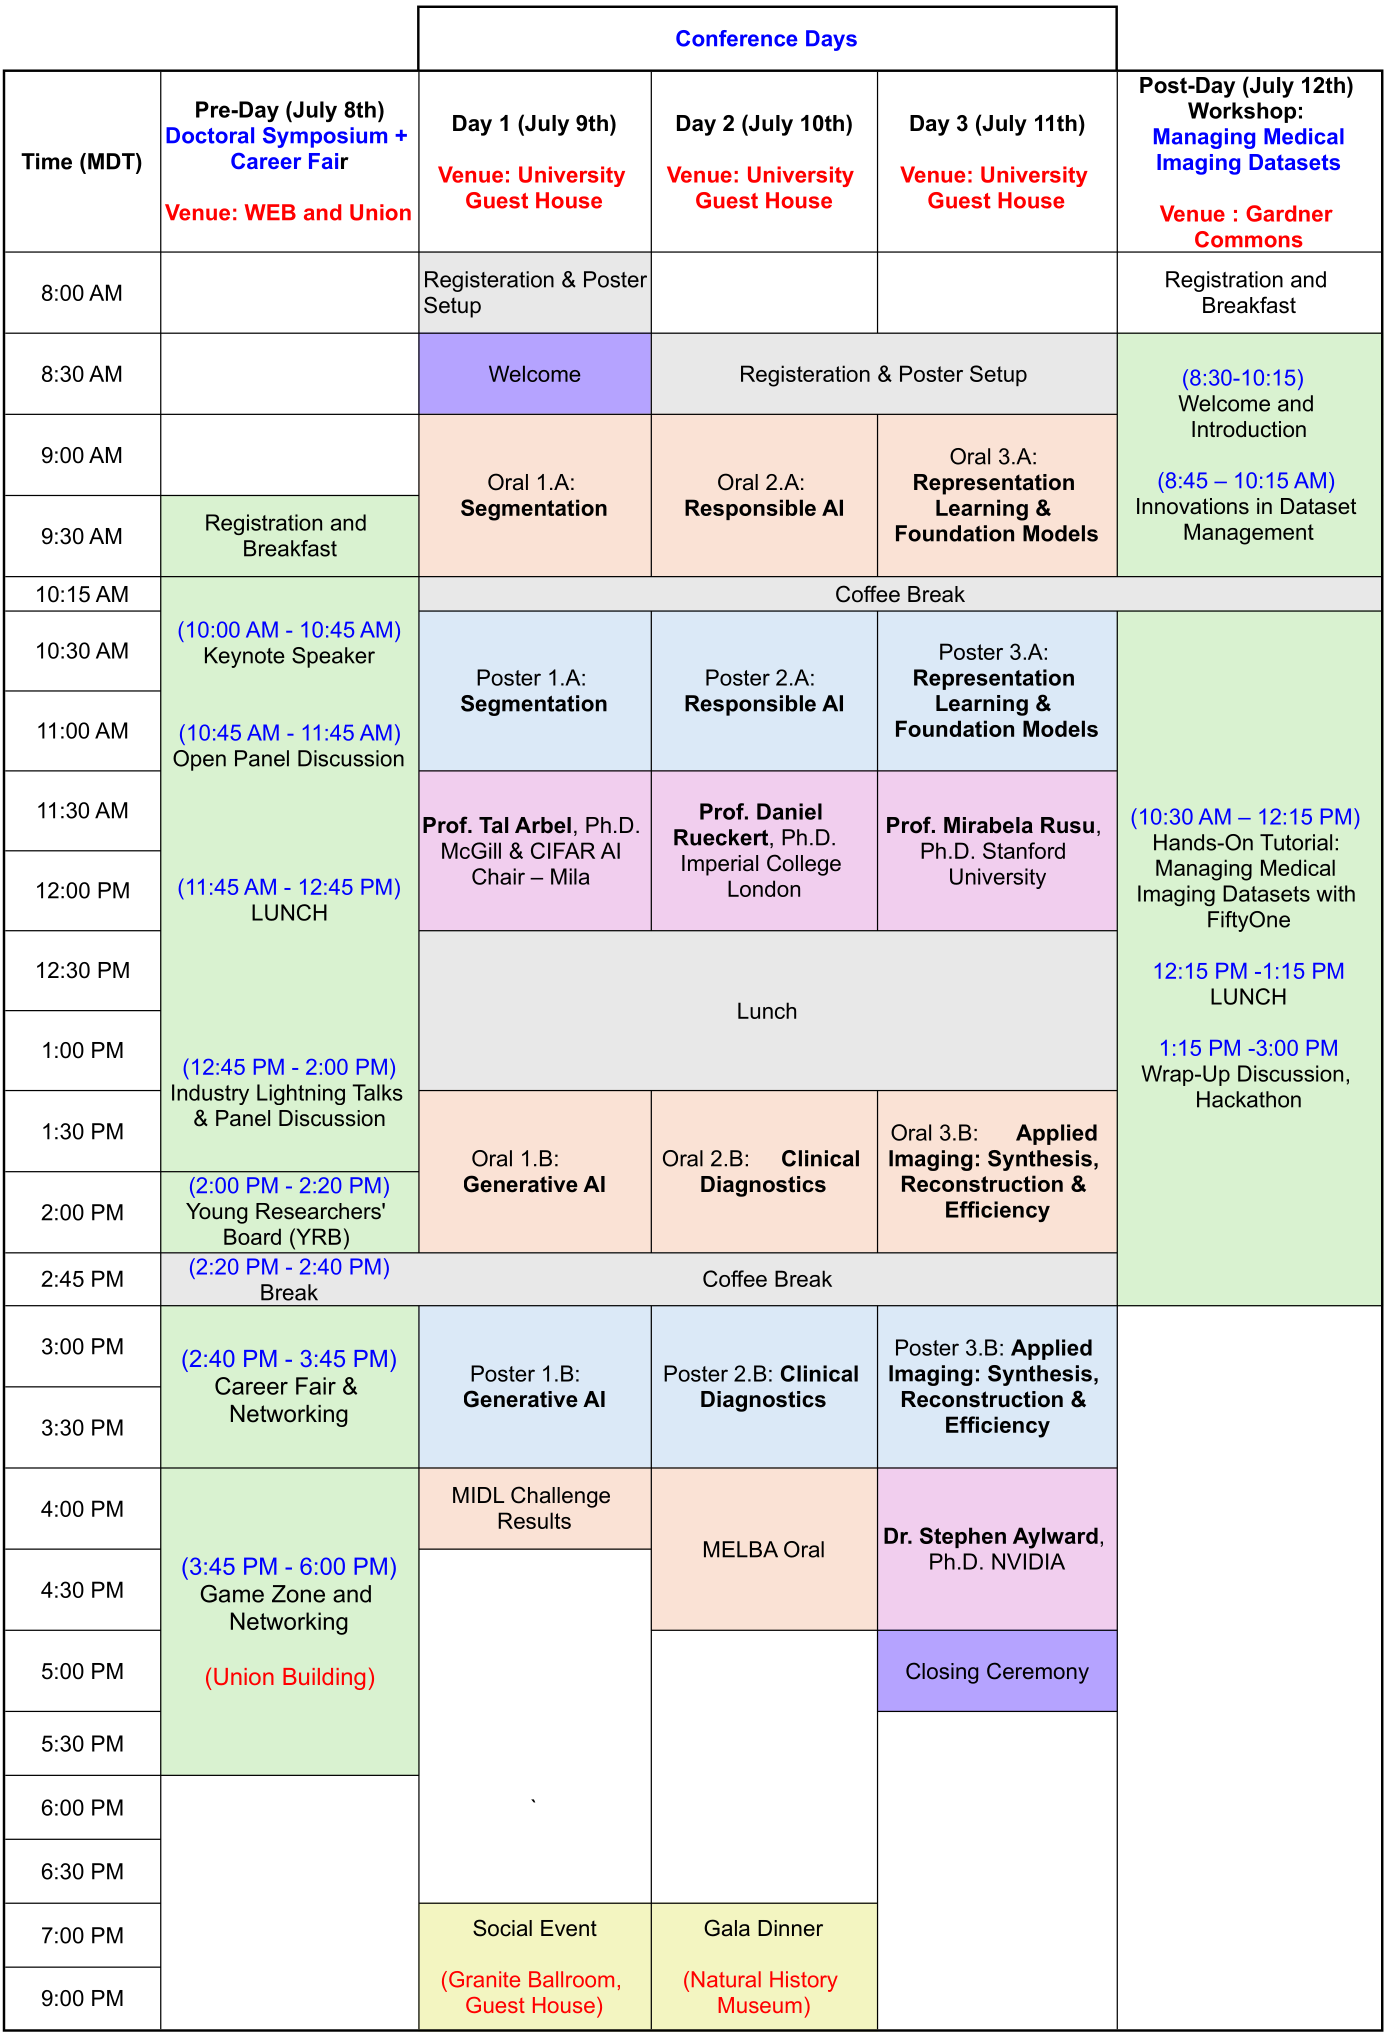 Conference Days
Time (MDT)
Pre-Day (July 8th)
Doctoral Symposium +
Career Fair
Venue: WEB and Union
Day 1 (July 9th)
Venue: University
Guest House
Day 2 (July 10th)
Venue: University
Guest House
Day 3 (July 11th)
Venue: University
Guest House
Post-Day (July 12th)
Workshop:
Managing Medical
Imaging Datasets
Venue : Gardner
Commons
8:00 AM
Registeration & Poster
Setup
Registration and
Breakfast
8:30 AM
Welcome
Registeration & Poster Setup
(8:30-10:15)
Welcome and
Introduction
(8:45 – 10:15 AM)
Innovations in Dataset
Management
9:00 AM
Oral 1.A:
Segmentation
Oral 2.A:
Responsible AI
Oral 3.A:
Representation
Learning &
Foundation Models
9:30 AM
Registration and
Breakfast
10:15 AM
Coffee Break
(10:00 AM - 10:45 AM)
Keynote Speaker
(10:45 AM - 11:45 AM)
Open Panel Discussion
(11:45 AM - 12:45 PM)
LUNCH
(12:45 PM - 2:00 PM)
Industry Lightning Talks
& Panel Discussion
10:30 AM
Poster 1.A:
Segmentation
Poster 2.A:
Responsible AI
Poster 3.A:
Representation
Learning &
Foundation Models
(10:30 AM – 12:15 PM)
Hands-On Tutorial:
Managing Medical
Imaging Datasets with
FiftyOne
12:15 PM -1:15 PM
LUNCH
1:15 PM -3:00 PM
Wrap-Up Discussion,
Hackathon
11:00 AM
11:30 AM
Prof. Tal Arbel, Ph.D.
McGill & CIFAR AI
Chair – Mila
Prof. Daniel
Rueckert, Ph.D.
Imperial College
London
Prof. Mirabela Rusu,
Ph.D. Stanford
University
12:00 PM
12:30 PM
Lunch
1:00 PM
1:30 PM
Oral 1.B:
Generative AI
Oral 2.B: Clinical
Diagnostics
Oral 3.B: Applied
Imaging: Synthesis,
Reconstruction &
Efficiency
2:00 PM
(2:00 PM - 2:20 PM)
Young Researchers'
Board (YRB)
2:45 PM
(2:20 PM - 2:40 PM)
Break
Coffee Break
3:00 PM
(2:40 PM - 3:45 PM)
Career Fair &
Networking
Poster 1.B:
Generative AI
Poster 2.B: Clinical
Diagnostics
Poster 3.B: Applied
Imaging: Synthesis,
Reconstruction &
Efficiency
3:30 PM
4:00 PM
(3:45 PM - 6:00 PM)
Game Zone and
Networking
(Union Building)
MIDL Challenge
Results
MELBA Oral
Dr. Stephen Aylward,
Ph.D. NVIDIA
4:30 PM
5:00 PM
Closing Ceremony
5:30 PM
6:00 PM
`
6:30 PM
7:00 PM
Social Event
(Granite Ballroom,
Guest House)
Gala Dinner
(Natural History
Museum)
9:00 PM